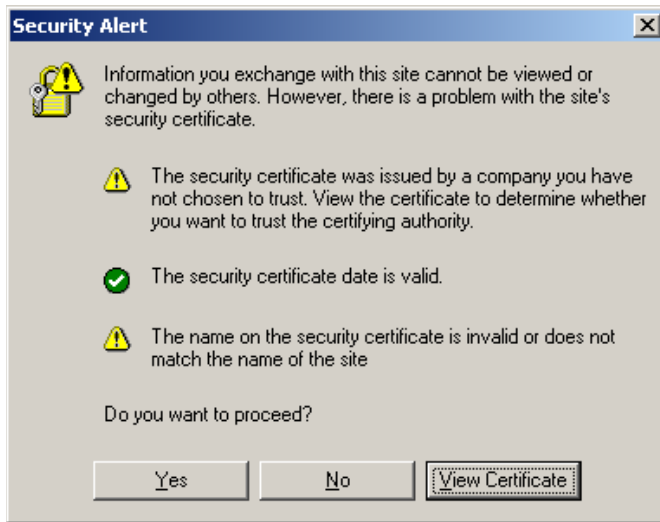 Security Alert
Information you exchange with this site cannot be viewed or
changed by others. However, there is a problem with the site's
security certificate.
The security certificate was issued by a company you have
not chosen to trust. View the certificate to determine whether
you want to trust the certifying authority.
The security certificate date is valid.
The name on the security certificate is invalid or does not
match the name of the site
Do you want to proceed?
Yes No View Certificate